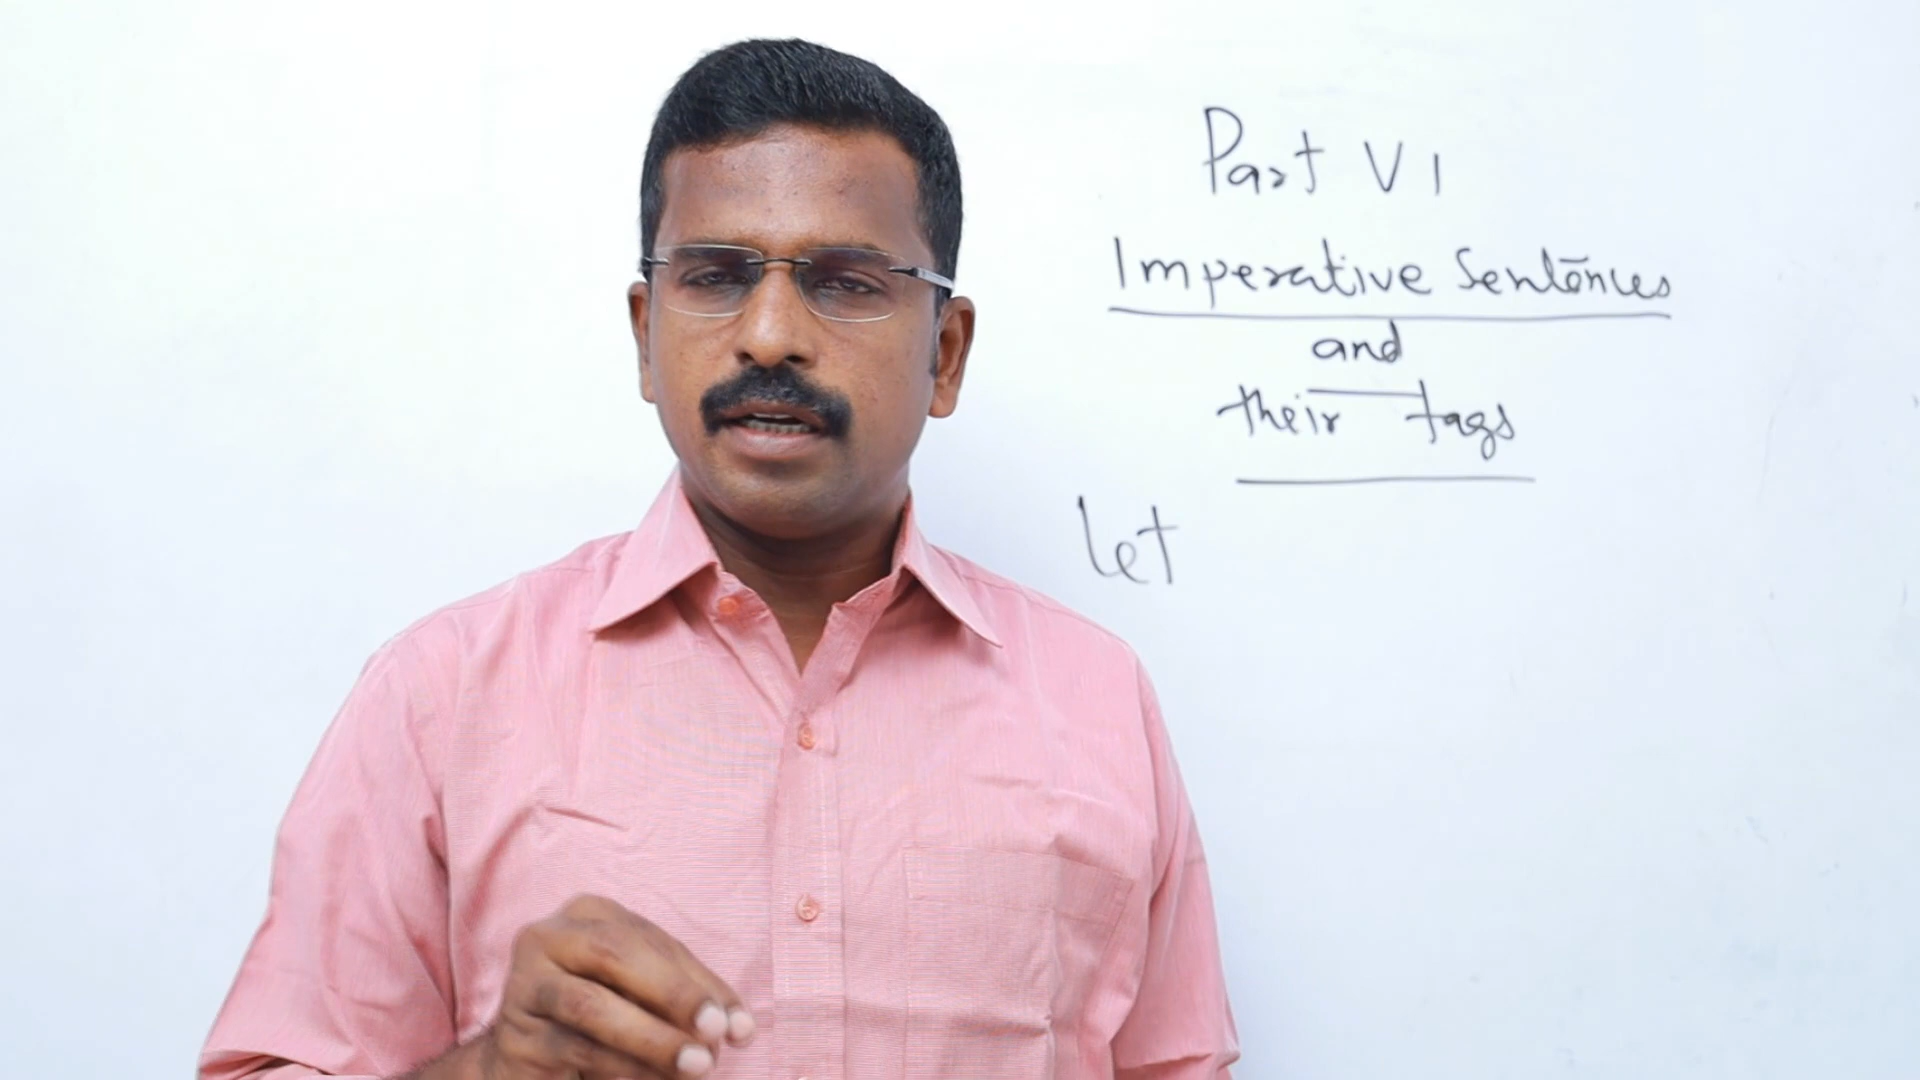 Part VI
Imperative Sentences
and
their tags
Let